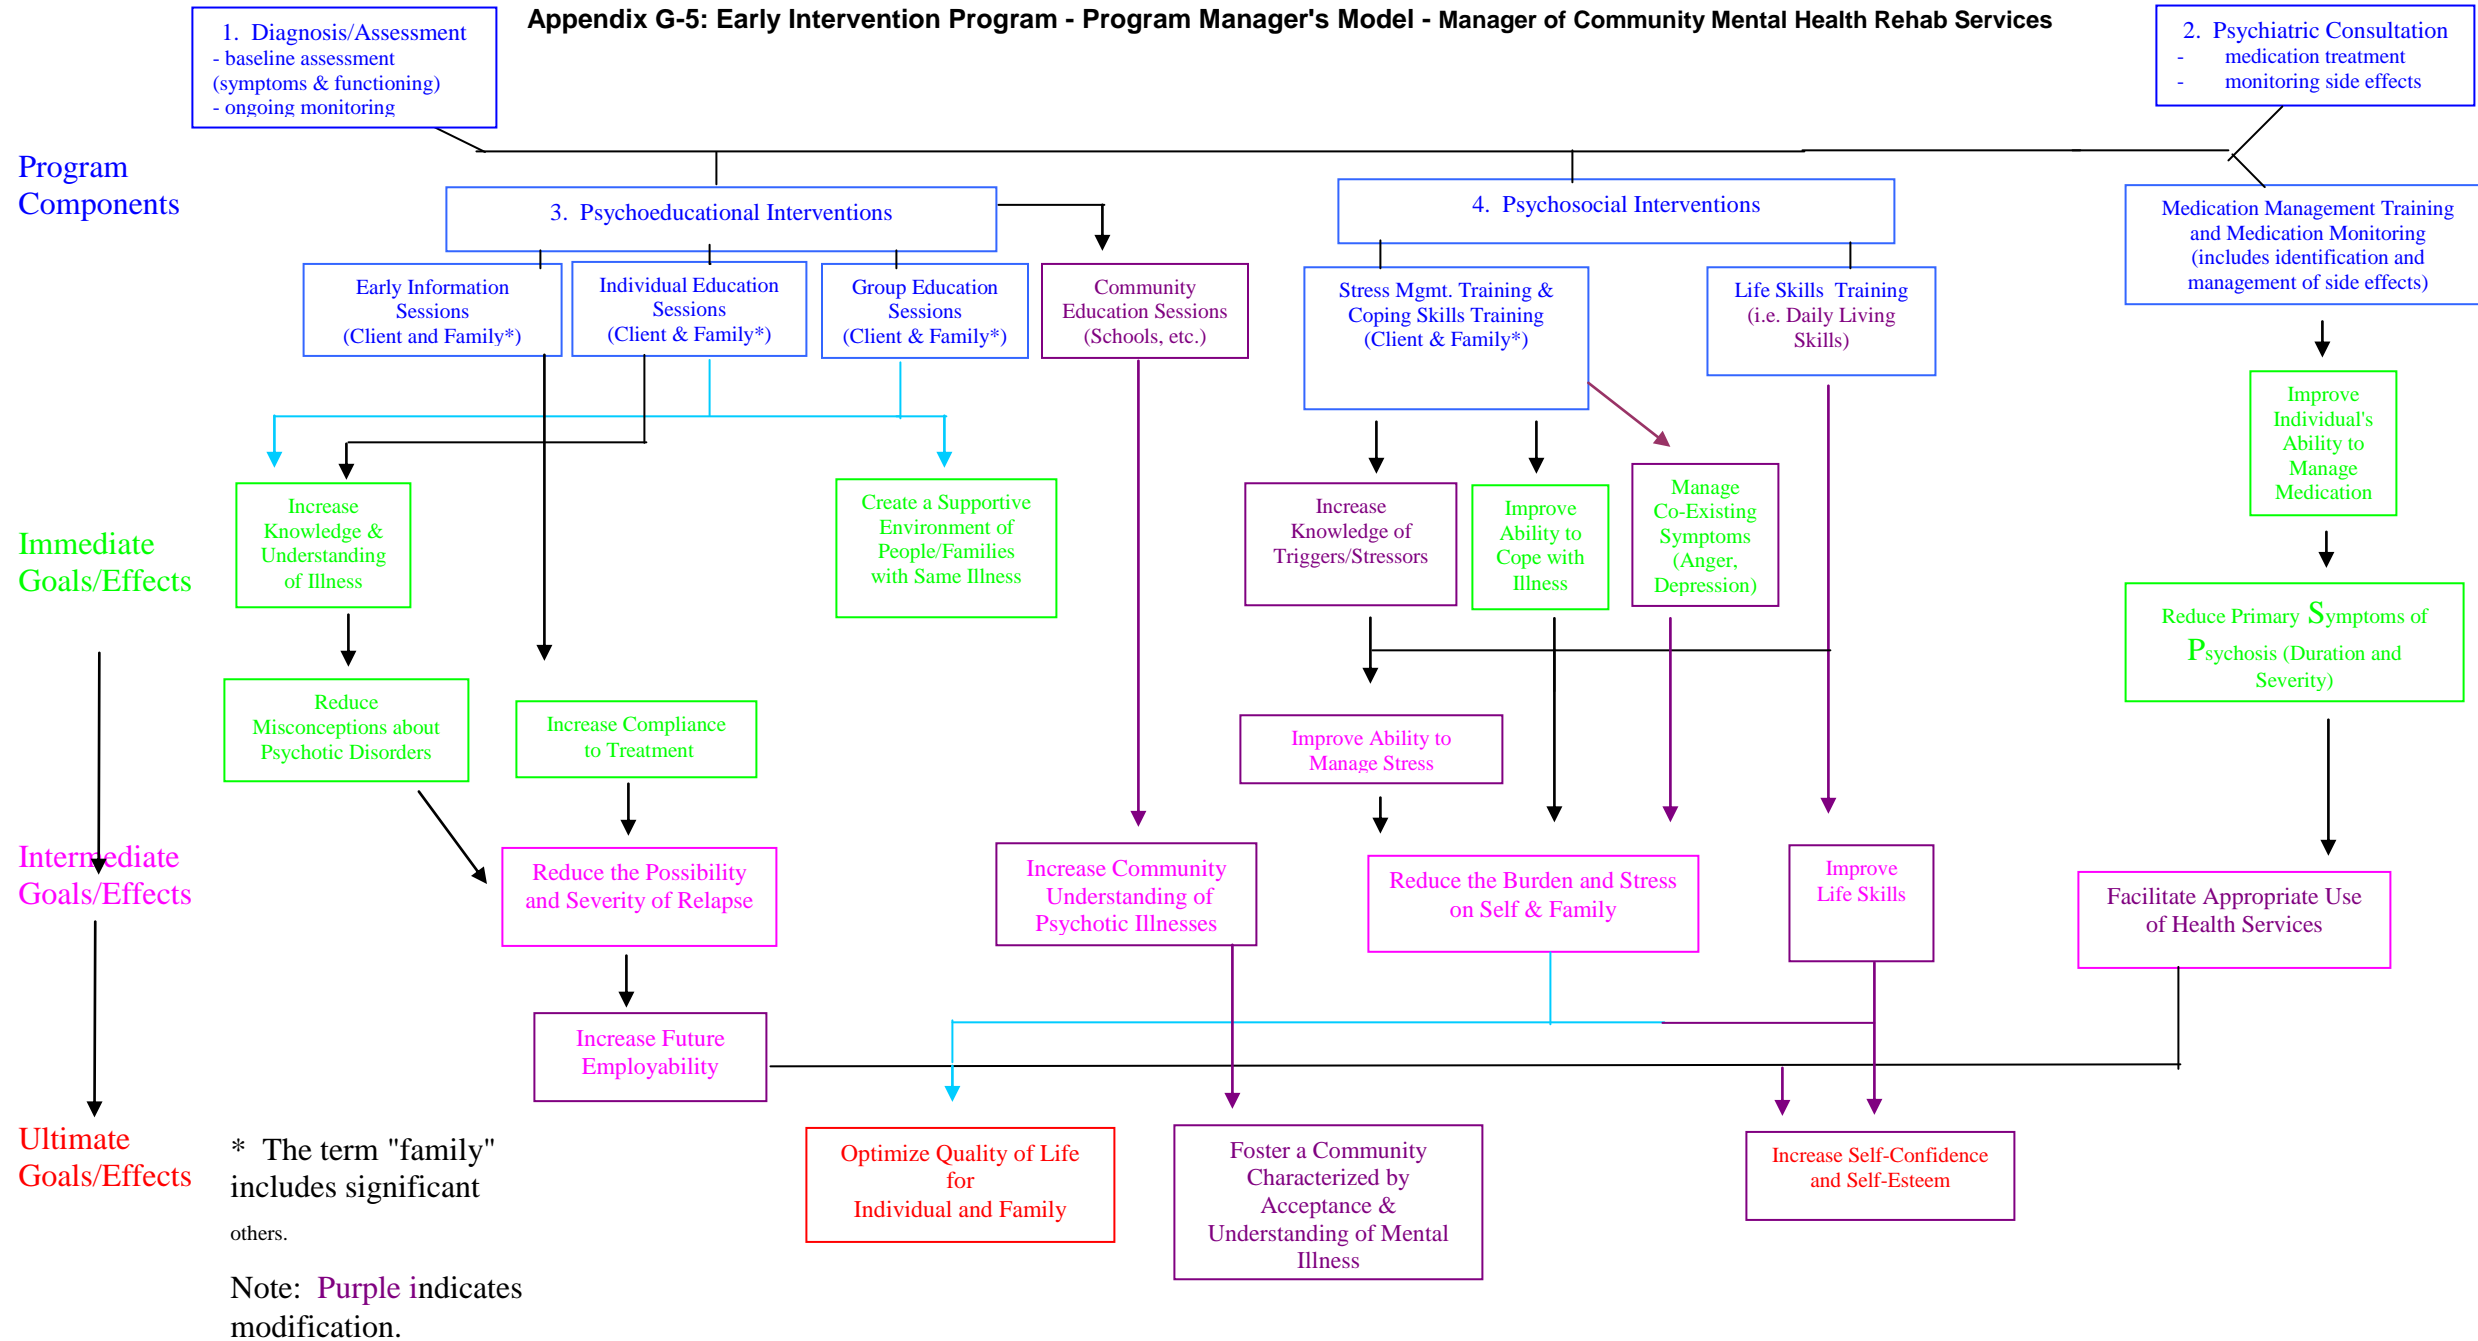 Appendix G-5: Early Intervention Program - Program Manager's Model - Manager of Community Mental Health Rehab Services
1. Diagnosis/Assessment
- baseline assessment
(symptoms & functioning)
- ongoing monitoring
2. Psychiatric Consultation
- medication treatment
- monitoring side effects
Program
Components
3. Psychoeducational Interventions
4. Psychosocial Interventions
Medication Management Training
and Medication Monitoring
(includes identification and
management of side effects)
Early Information
Sessions
(Client and Family*)
Individual Education
Sessions
(Client & Family*)
Group Education
Sessions
(Client & Family*)
Community
Education Sessions
(Schools, etc.)
Stress Mgmt. Training &
Coping Skills Training
(Client & Family*)
Life Skills Training
(i.e. Daily Living
Skills)
Improve
Individual's
Ability to
Manage
Medication
Immediate
Goals/Effects
Increase
Knowledge &
Understanding
of Illness
Create a Supportive
Environment of
People/Families
with Same Illness
Increase
Knowledge of
Triggers/Stressors
Improve
Ability to
Cope with
Illness
Manage
Co-Existing
Symptoms
(Anger,
Depression)
Reduce Primary Symptoms of
Psychosis (Duration and
Severity)
Reduce
Misconceptions about
Psychotic Disorders
Increase Compliance
to Treatment
Improve Ability to
Manage Stress
Intermediate
Goals/Effects
Reduce the Possibility
and Severity of Relapse
Increase Community
Understanding of
Psychotic Illnesses
Reduce the Burden and Stress
on Self & Family
Improve
Life Skills
Facilitate Appropriate Use
of Health Services
Increase Future
Employability
Ultimate
Goals/Effects
* The term "family"
includes significant
others.
Note: Purple indicates
modification.
Optimize Quality of Life
for
Individual and Family
Foster a Community
Characterized by
Acceptance &
Understanding of Mental
Illness
Increase Self-Confidence
and Self-Esteem